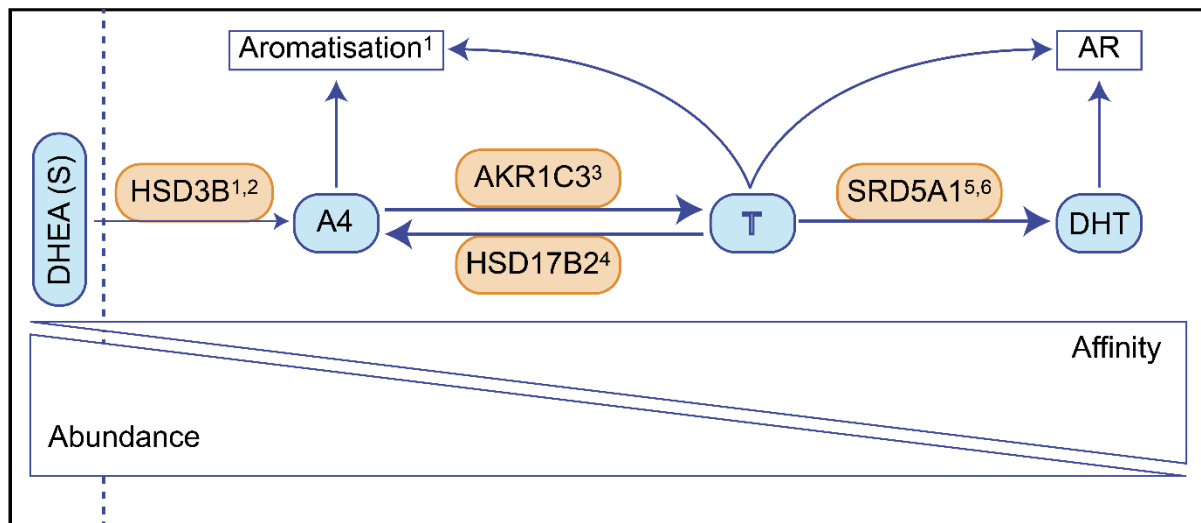 Aromatisation¹
AR
DHEA (S)
HSD3B¹,²
A4
AKR1C3³
HSD17B2⁴
T
SRD5A1⁵,⁶
DHT
Affinity
Abundance